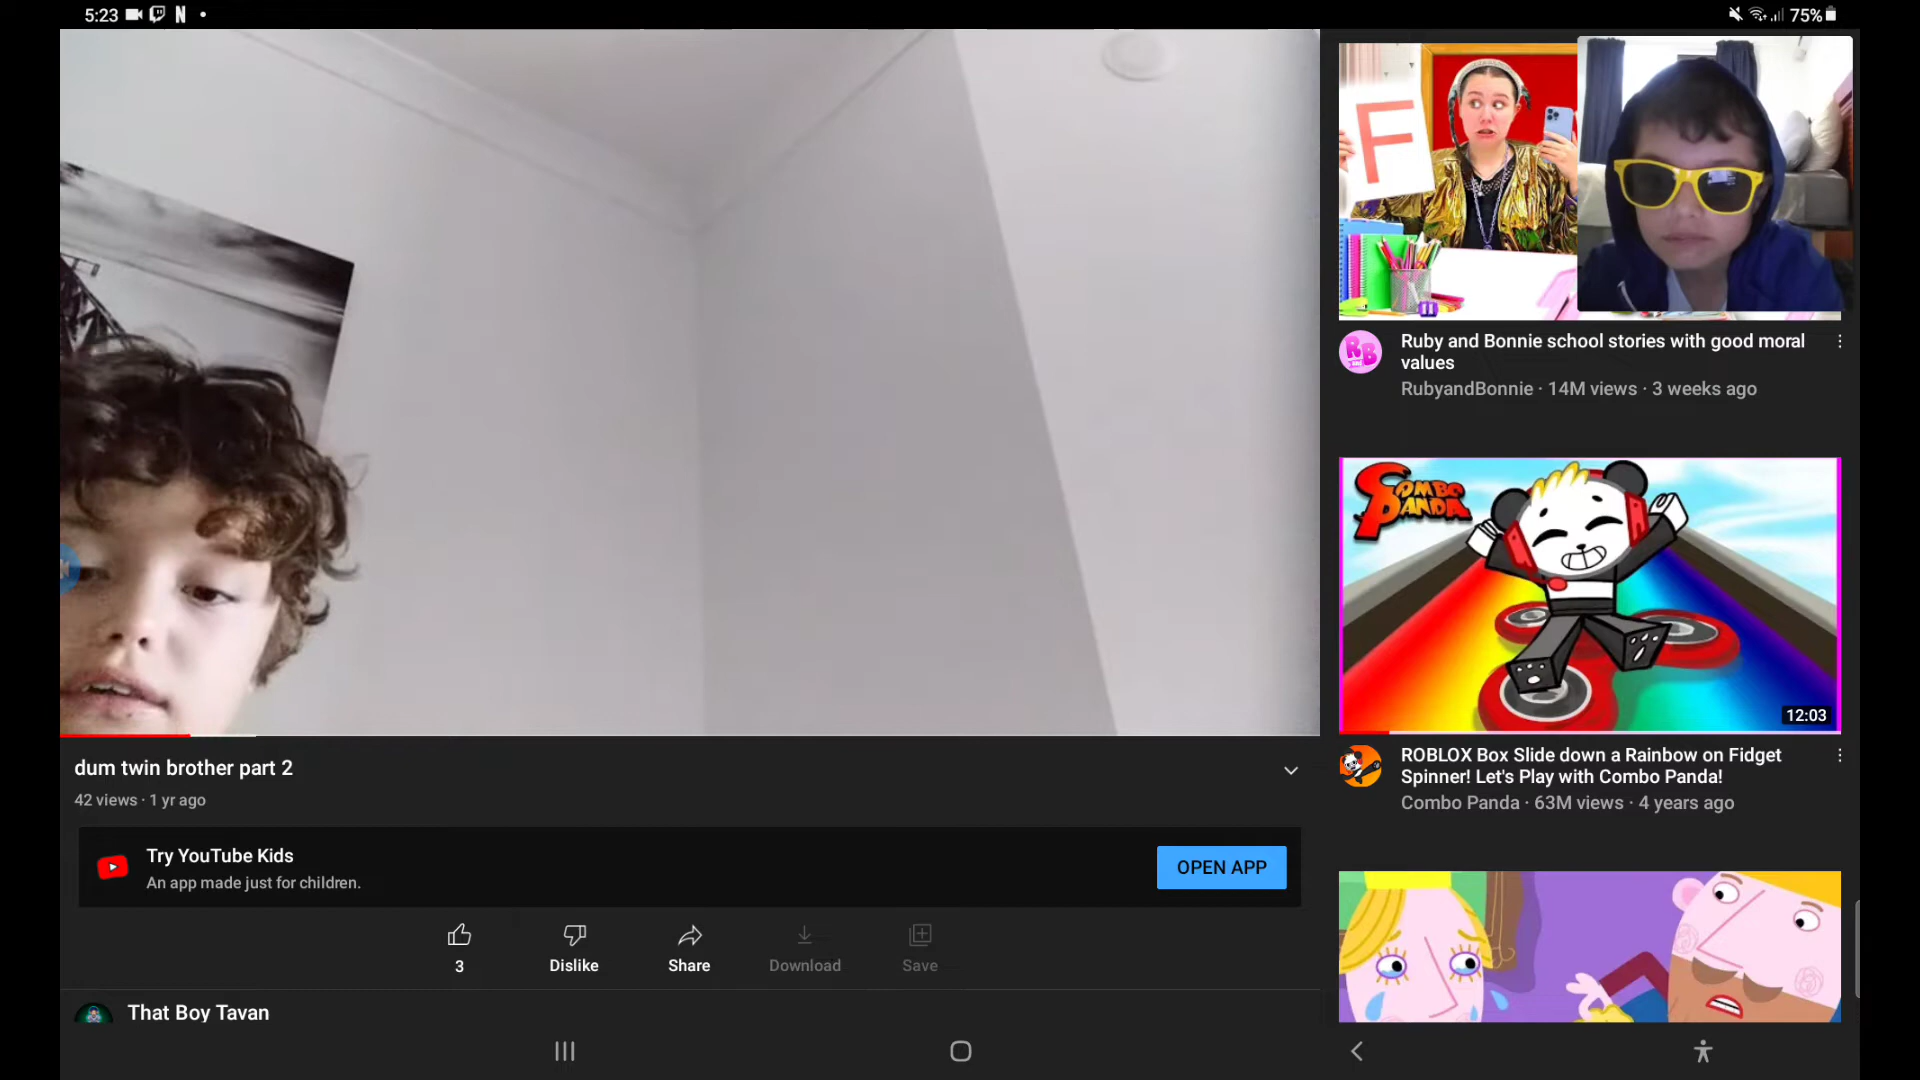 5:23
75%
F
RB
Ruby and Bonnie school stories with good moral
values
RubyandBonnie · 14M views · 3 weeks ago
COMBO
PANDA
12:03
ROBLOX Box Slide down a Rainbow on Fidget
Spinner! Let's Play with Combo Panda!
Combo Panda · 63M views · 4 years ago
dum twin brother part 2
42 views · 1 yr ago
Try YouTube Kids
An app made just for children.
OPEN APP
3
Dislike
Share
Download
Save
That Boy Tavan